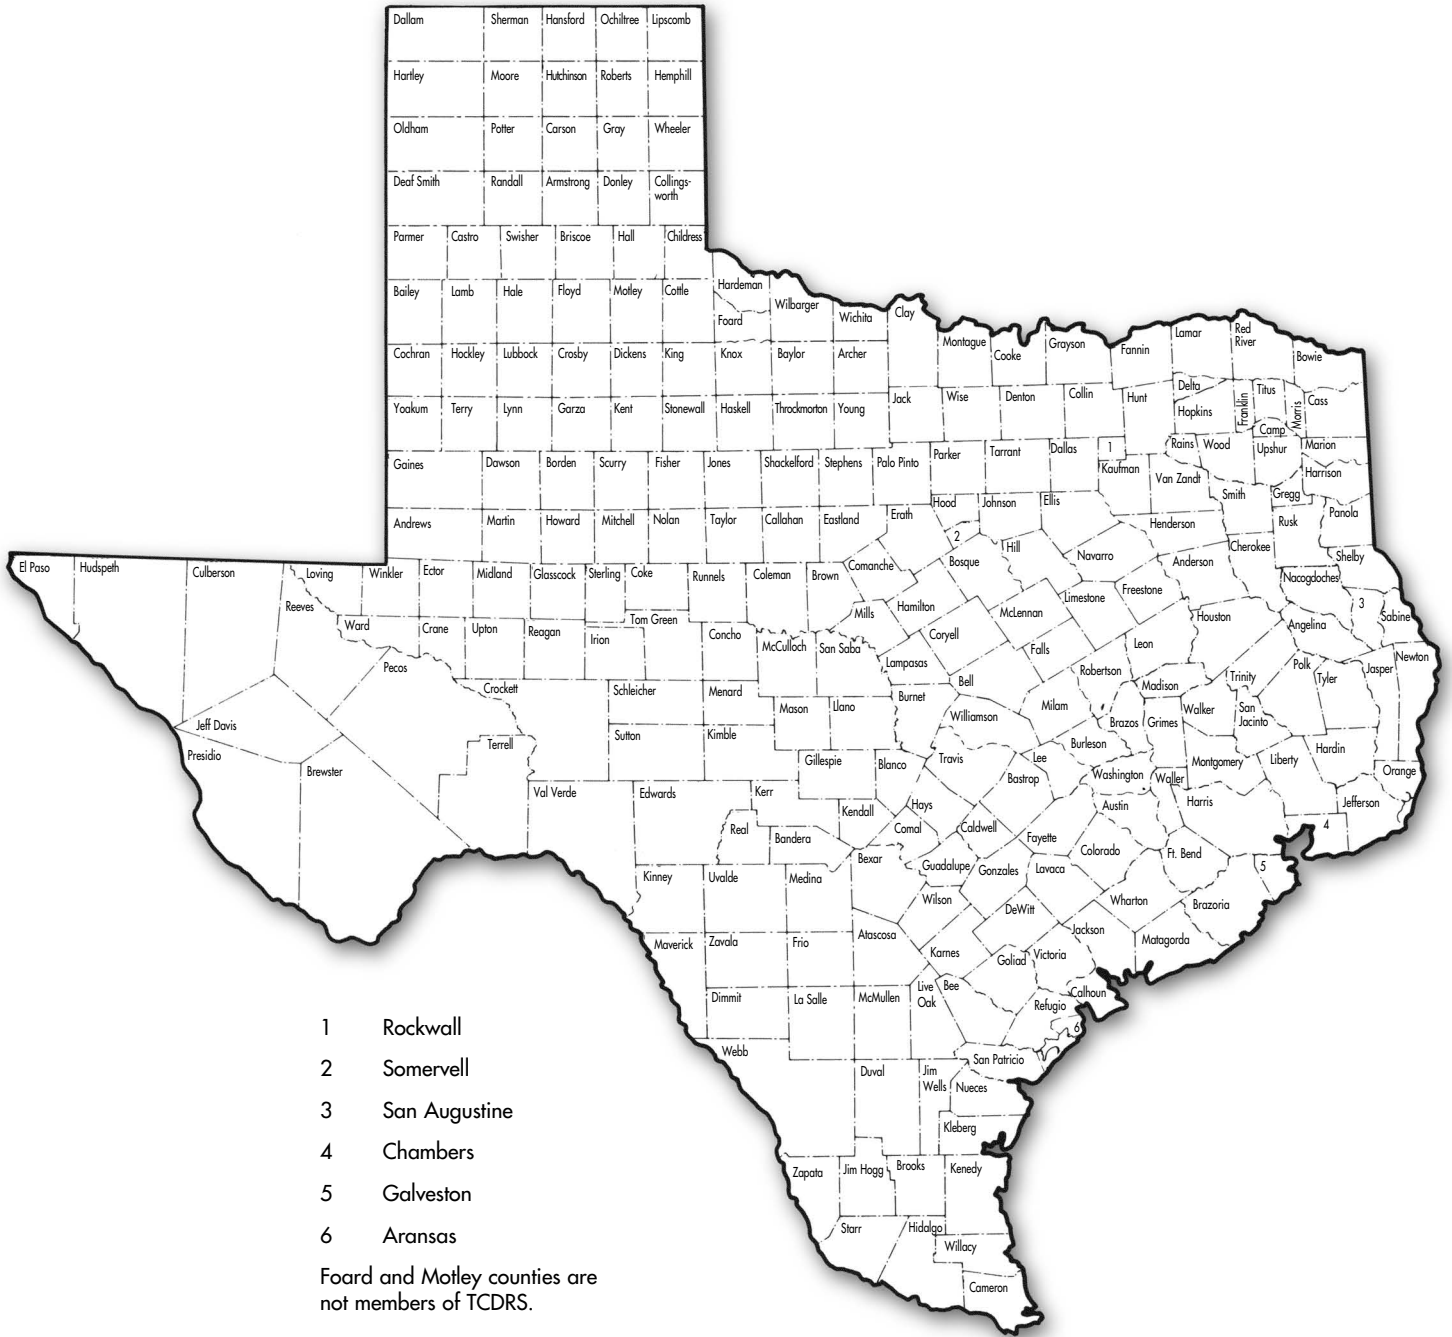 Dallam Sherman Hansford Ochiltree Lipscomb
Hartley Moore Hutchinson Roberts Hemphill
Oldham Potter Carson Gray Wheeler
Deaf Smith Randall Armstrong Donley Collings-
worth
Parmer Castro Swisher Briscoe Hall Childress
Bailey Lamb Hale Floyd Motley Cottle Hardeman
Foard Wilbarger Wichita Clay
Montague Cooke Grayson Fannin Lamar Red
River Bowie
Cochran Hockley Lubbock Crosby Dickens King Knox Baylor Archer
Yoakum Terry Lynn Garza Kent Stonewall Haskell Throckmorton Young Jack Wise Denton Collin Hunt
Delta Hopkins Franklin Titus Camp Morris Cass
Gaines Dawson Borden Scurry Fisher Jones Shackelford Stephens Palo Pinto Parker Tarrant Dallas 1 Kaufman
Rains Wood Upshur Marion Harrison
Van Zandt Smith Gregg Rusk Panola
Andrews Martin Howard Mitchell Nolan Taylor Callahan Eastland Erath Hood Johnson Ellis Henderson
2 Bosque Hill Navarro Anderson Cherokee Shelby
El Paso Hudspeth Culberson Loving Winkler Ector Midland Glasscock Sterling Coke Runnels Coleman Brown Comanche
Reeves Ward Crane Upton Reagan Irion Tom Green Concho McCulloch San Saba Mills Hamilton
McLennan Limestone Freestone Nacogdoches 3 Sabine
Coryell Falls Leon Houston Angelina
Pecos Crockett Schleicher Menard Mason Llano Lampasas Burnet Bell
Robertson Madison Trinity Polk Tyler Jasper Newton
Milam Brazos Grimes Walker San
Jacinto
Jeff Davis
Presidio Brewster Terrell Sutton Kimble Gillespie Blanco Travis Williamson
Burleson Lee Bastrop Washington Waller Montgomery Liberty Hardin Orange
Val Verde Edwards Kerr Kendall Hays Austin Harris Jefferson
4
Real Bandera Comal Caldwell Fayette Colorado Ft. Bend
5
Kinney Uvalde Medina Bexar Guadalupe Gonzales Lavaca
Wilson DeWitt Wharton Brazoria
Maverick Zavala Frio Atascosa Karnes Goliad Victoria Jackson Matagorda
Dimmit La Salle McMullen Live
Oak Bee Refugio Calhoun
6
Webb Duval Jim
Wells San Patricio
Nueces
Kleberg
Zapata Jim Hogg Brooks Kenedy
Starr Hidalgo
Willacy
Cameron
1 Rockwall
2 Somervell
3 San Augustine
4 Chambers
5 Galveston
6 Aransas
Foard and Motley counties are
not members of TCDRS.